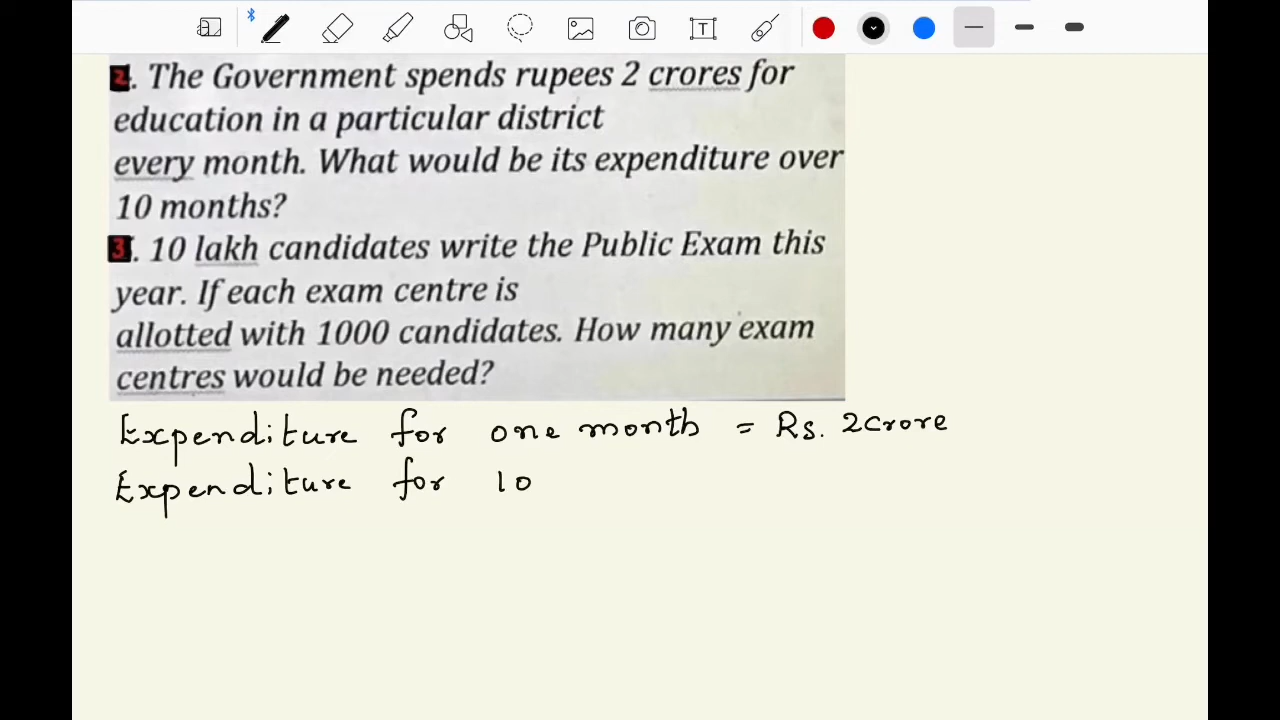 2. The Government spends rupees 2 crores for
education in a particular district
every month. What would be its expenditure over
10 months?
3. 10 lakh candidates write the Public Exam this
year. If each exam centre is
allotted with 1000 candidates. How many exam
centres would be needed?
Expenditure for one month = Rs. 2crore
Expenditure for 10